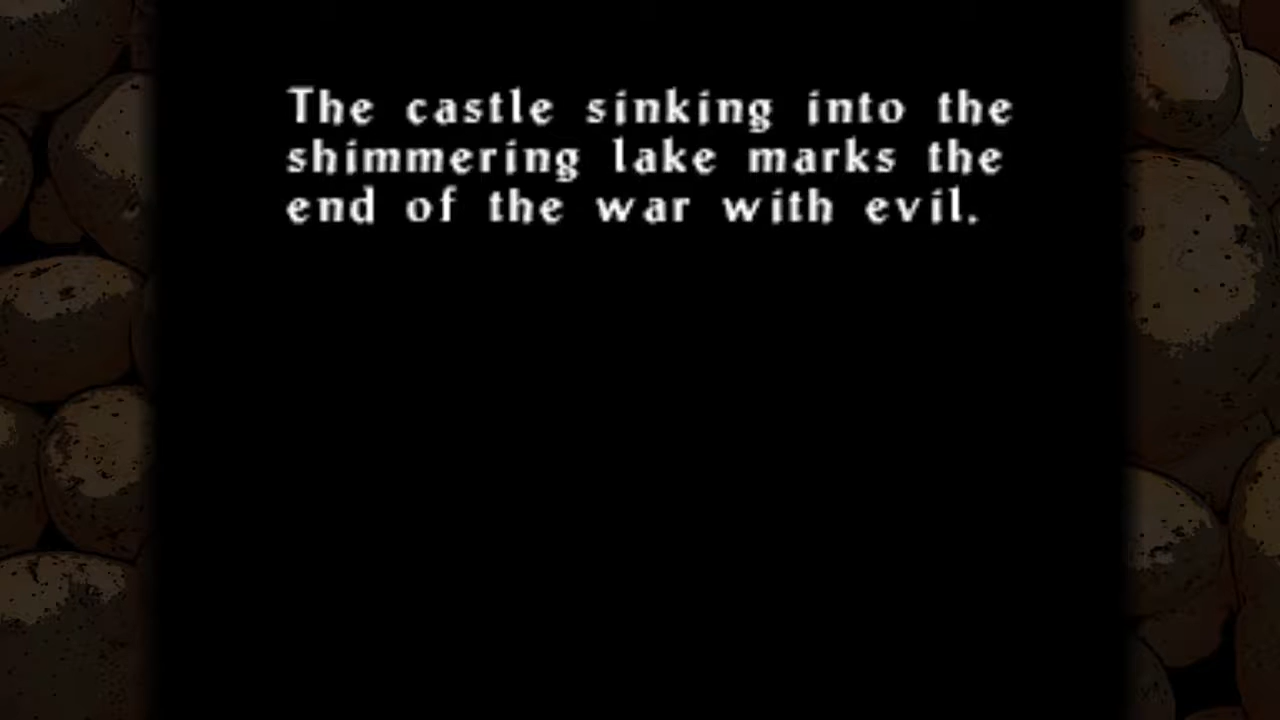 The castle sinking into the
shimmering lake marks the
end of the war with evil.